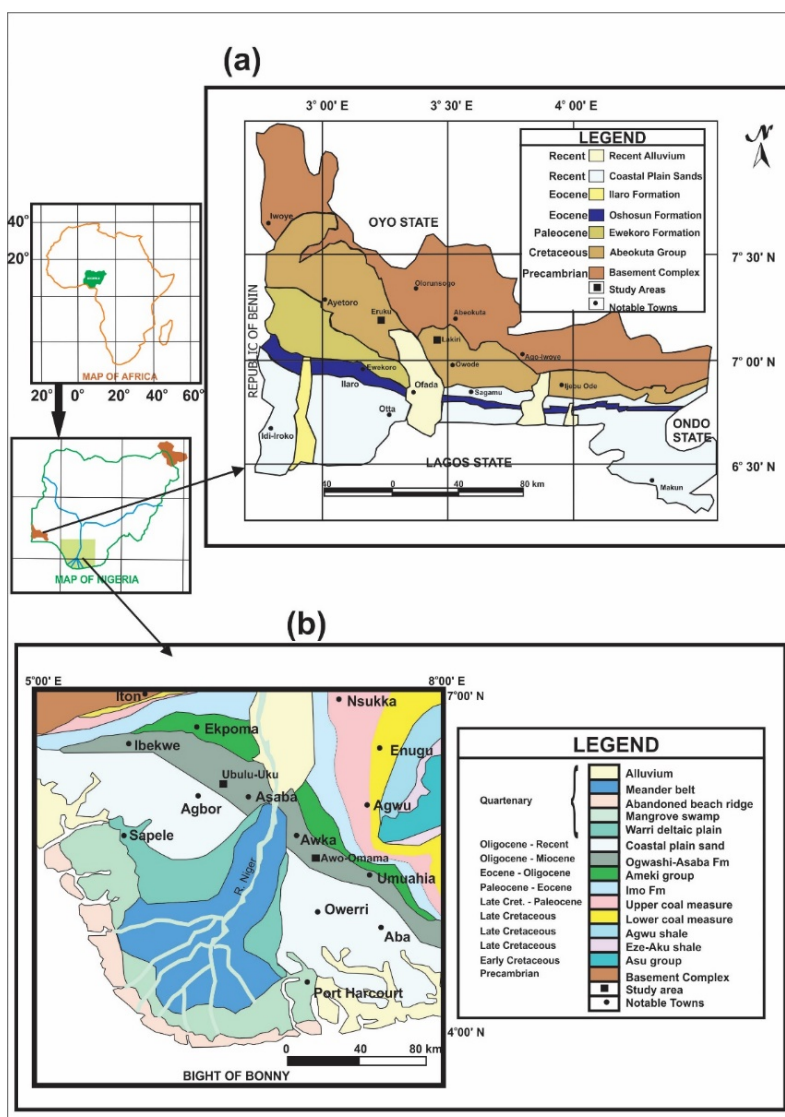 (a)
3° 00' E
3° 30' E
4° 00' E
N
LEGEND
Recent Recent Alluvium
Recent Coastal Plain Sands
Eocene Ilaro Formation
Eocene Oshosun Formation
Paleocene Ewekoro Formation
Cretaceous Abeokuta Group
Precambrian Basement Complex
Study Areas
Notable Towns
Iwoye
OYO STATE
7° 30' E
Olorunsogo
Ayetoro
Eruku
Abeokuta
Lakiri
REPUBLIC OF BENIN
Ago-Iwoye
7° 00' E
Ewekoro
Owode
Ilaro
Ofada
Sagamu
Ijebu Ode
Otta
ONDO
STATE
Idi-Iroko
LAGOS STATE
6° 30' E
Makun
40 0 40 80 km
40°
20°
MAP OF AFRICA
20° 0° 20° 40° 60°
MAP OF NIGERIA
(b)
5°00' E
8°00' E
7°00' N
Iton
Nsukka
Ekpoma
Ibekwe
Enugu
Ubulu-Uku
Agbor
Asaba
Agwu
Sapele
Awka
Awo-Omama
R. Niger
Umuahia
Owerri
Aba
Port Harcourt
4°00' N
0 40 80 km
BIGHT OF BONNY
LEGEND
Quartenary
Alluvium
Meander belt
Abandoned beach ridge
Mangrove swamp
Warri deltaic plain
Oligocene - Recent Coastal plain sand
Oligocene - Miocene Ogwashi-Asaba Fm
Eocene - Oligocene Ameki group
Paleocene - Eocene Imo Fm
Late Cret. - Paleocene Upper coal measure
Late Cretaceous Lower coal measure
Late Cretaceous Agwu shale
Late Cretaceous Eze-Aku shale
Early Cretaceous Asu group
Precambrian Basement Complex
Study area
Notable Towns